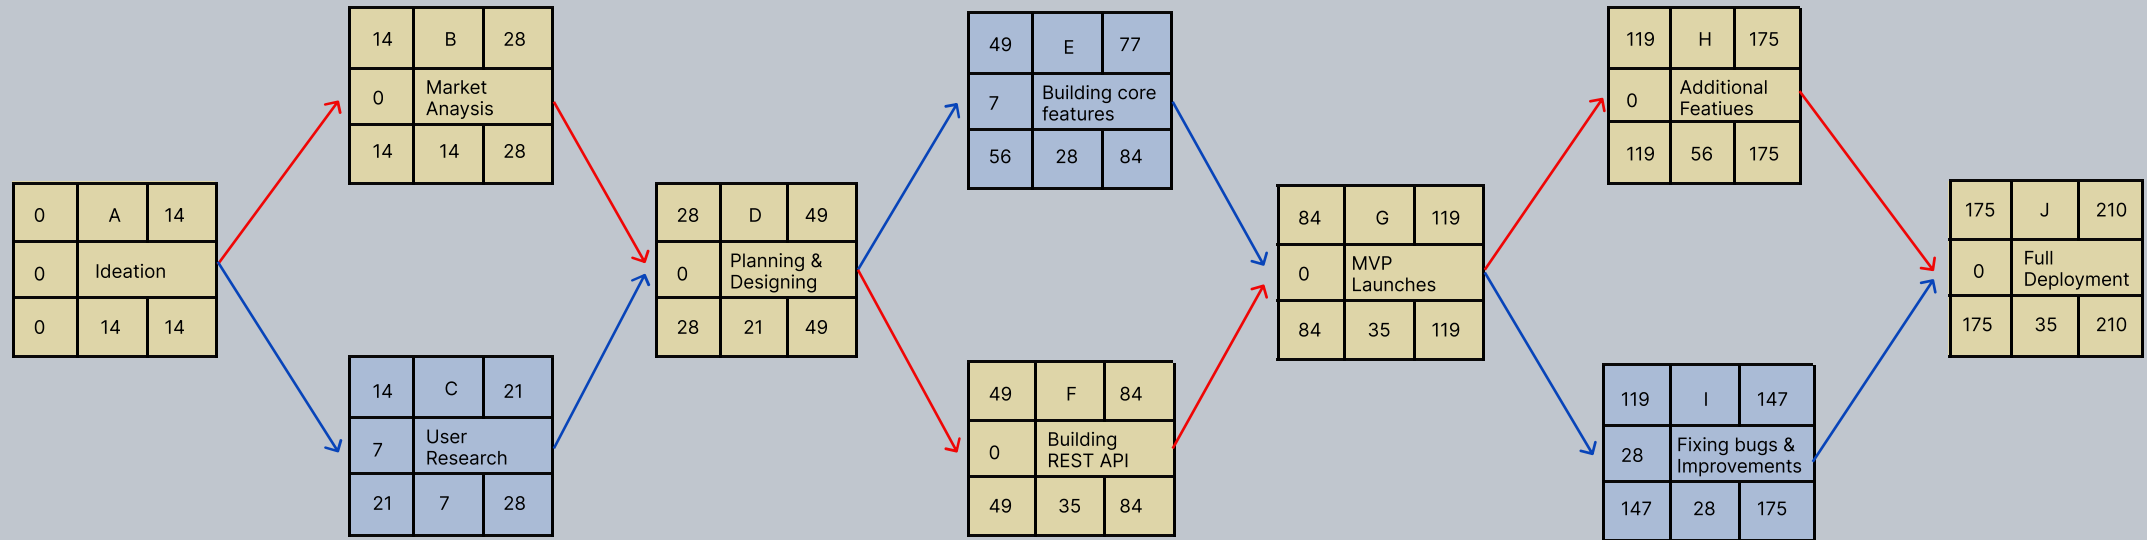 0 A 14
0 Ideation
0 14 14
14 B 28
0 Market
Anaysis
14 14 28
14 C 21
7 User
Research
21 7 28
28 D 49
0 Planning &
Designing
28 21 49
49 E 77
7 Building core
features
56 28 84
49 F 84
0 Building
REST API
49 35 84
84 G 119
0 MVP
Launches
84 35 119
119 H 175
0 Additional
Featiues
119 56 175
119 I 147
28 Fixing bugs &
Improvements
147 28 175
175 J 210
0 Full
Deployment
175 35 210